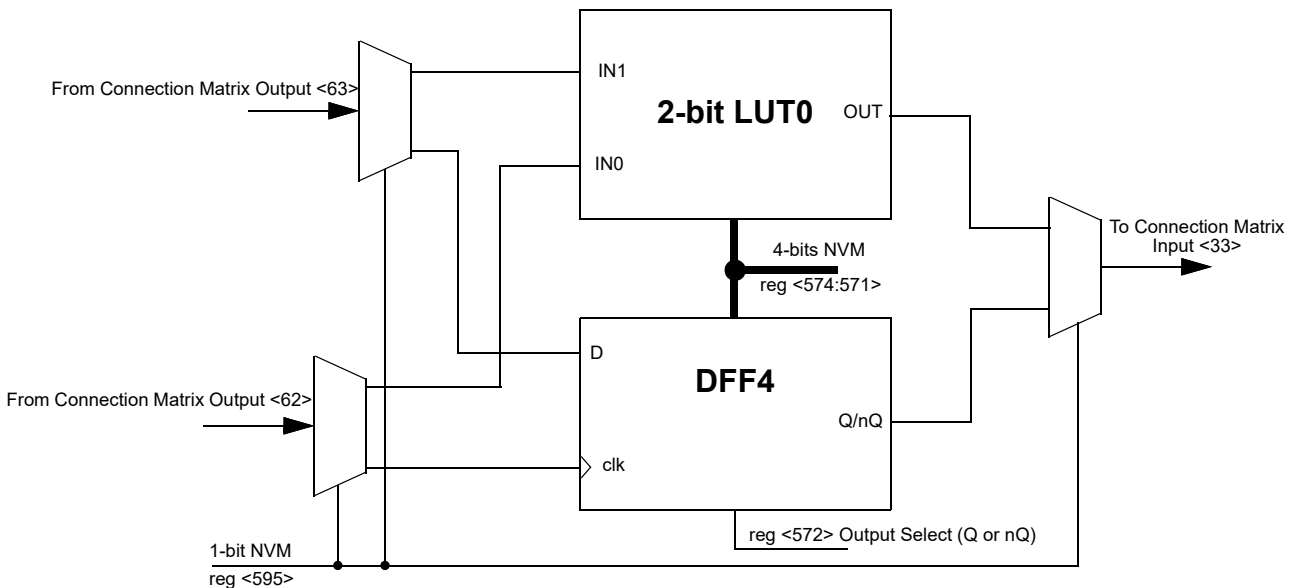 From Connection Matrix Output <63>
IN1
2-bit LUT0
OUT
IN0
To Connection Matrix
Input <33>
4-bits NVM
reg <574:571>
D
DFF4
From Connection Matrix Output <62>
Q/nQ
clk
reg <572> Output Select (Q or nQ)
1-bit NVM
reg <595>